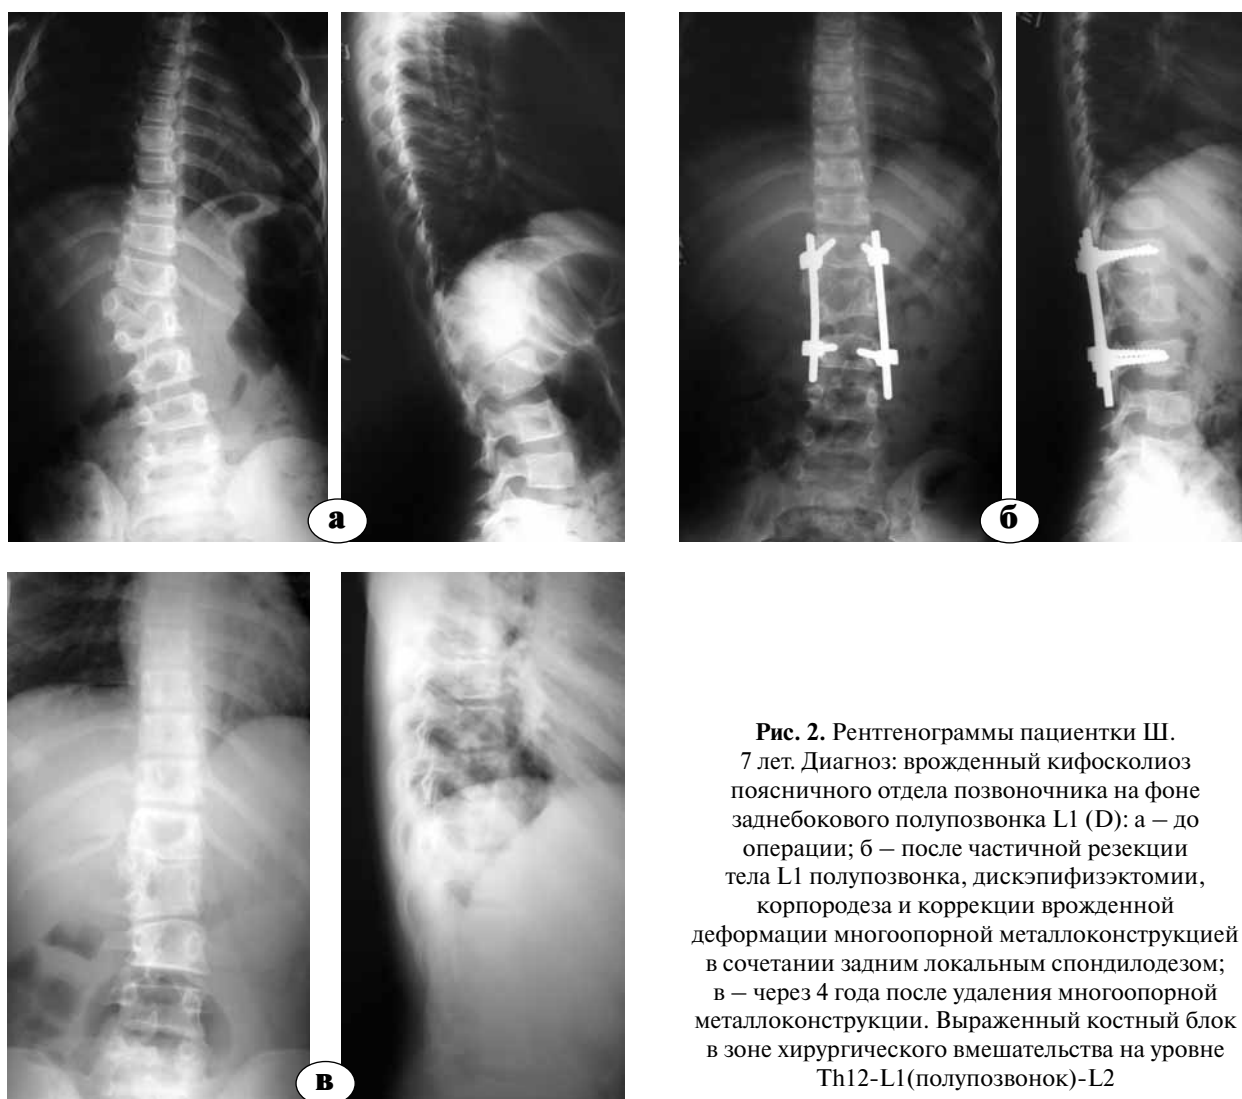 а
б
в
Рис. 2. Рентгенограммы пациентки Ш.
7 лет. Диагноз: врожденный кифосколиоз
поясничного отдела позвоночника на фоне
заднебокового полупозвонка L1 (D): а – до
операции; б – после частичной резекции
тела L1 полупозвонка, дискэпифизэктомии,
корпородеза и коррекции врожденной
деформации многоопорной металлоконструкцией
в сочетании задним локальным спондилодезом;
в – через 4 года после удаления многоопорной
металлоконструкции. Выраженный костный блок
в зоне хирургического вмешательства на уровне
Th12-L1(полупозвонок)-L2